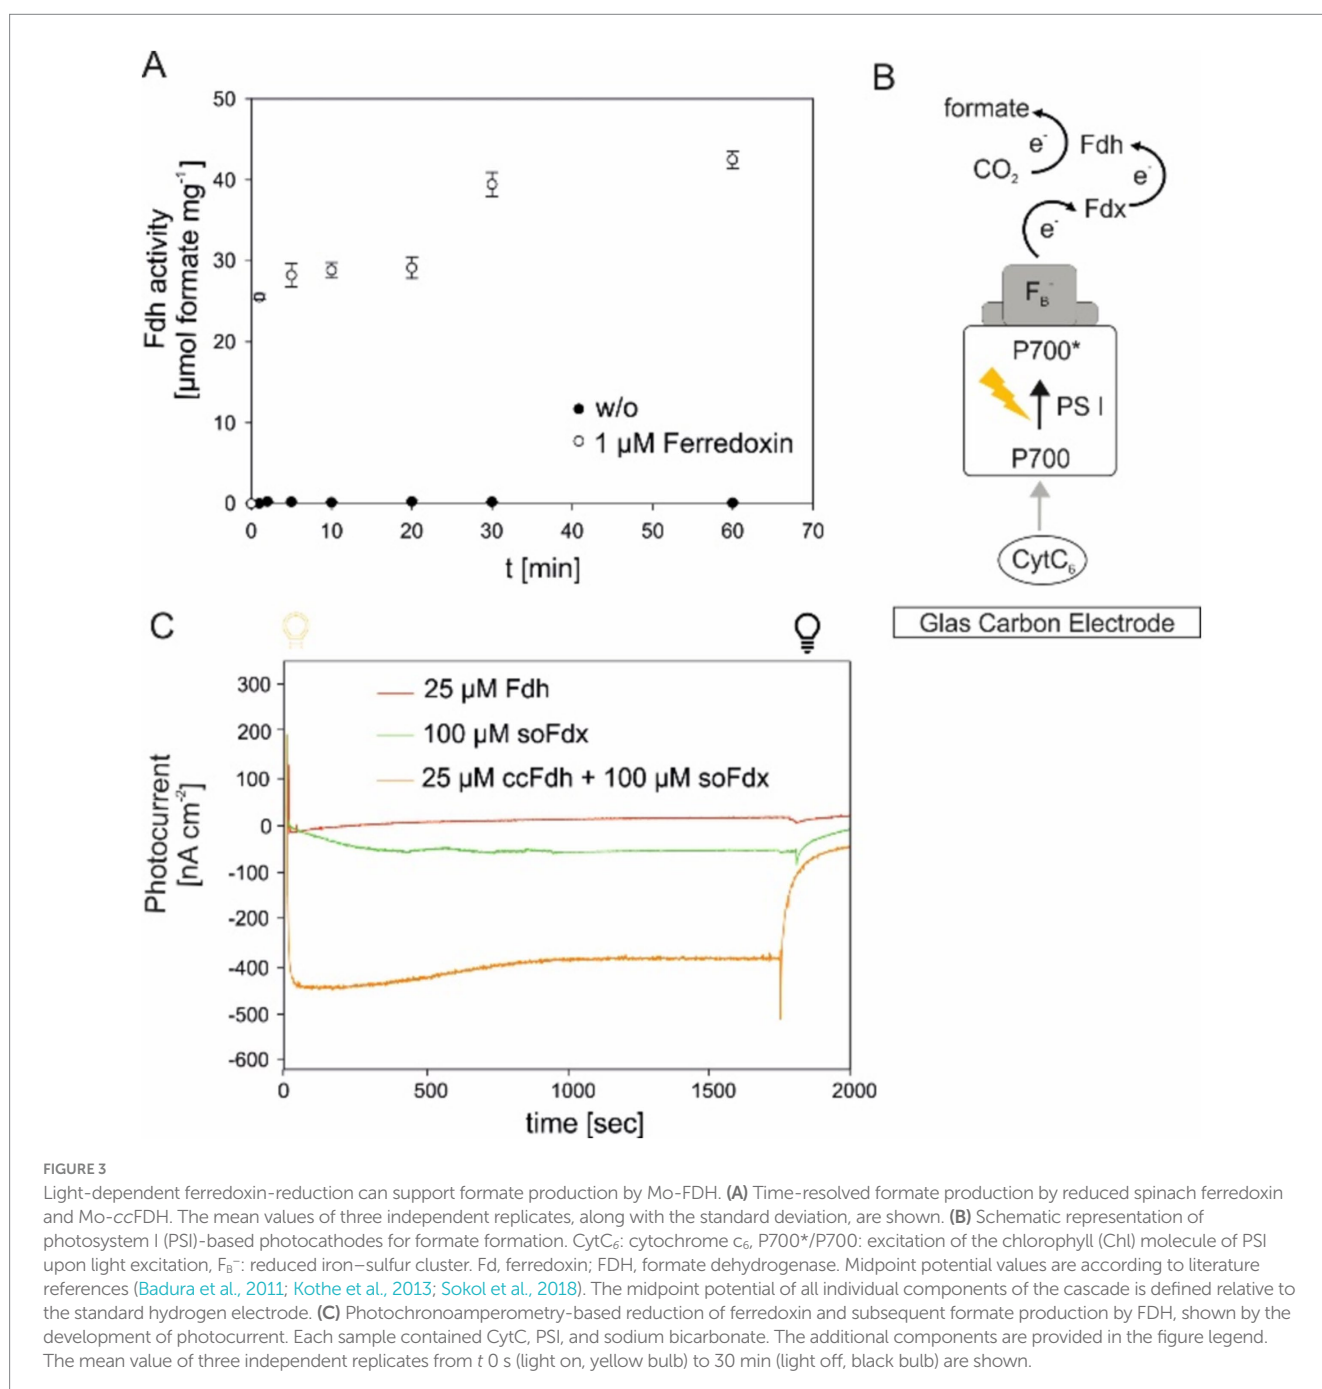 A
50
40
30
20
10
0
0 10 20 30 40 50 60 70
Fdh activity
[µmol formate mg⁻¹]
w/o
1 µM Ferredoxin
t [min]
B
formate
e⁻
Fdh
CO₂
e⁻
Fdx
e⁻
F_B⁻
P700*
PS I
P700
CytC₆
Glas Carbon Electrode
C
300
200
100
0
-100
-200
-400
-500
-600
0 500 1000 1500 2000
Photocurrent
[nA cm⁻²]
25 µM Fdh
100 µM soFdx
25 µM ccFdh + 100 µM soFdx
time [sec]
FIGURE 3
Light-dependent ferredoxin-reduction can support formate production by Mo-FDH. (A) Time-resolved formate production by reduced spinach ferredoxin
and Mo-ccFDH. The mean values of three independent replicates, along with the standard deviation, are shown. (B) Schematic representation of
photosystem I (PSI)-based photocathodes for formate formation. CytC₆: cytochrome c₆, P700*/P700: excitation of the chlorophyll (Chl) molecule of PSI
upon light excitation, F_B⁻: reduced iron–sulfur cluster. Fd, ferredoxin; FDH, formate dehydrogenase. Midpoint potential values are according to literature
references (Badura et al., 2011; Kothe et al., 2013; Sokol et al., 2018). The midpoint potential of all individual components of the cascade is defined relative to
the standard hydrogen electrode. (C) Photochronoamperometry-based reduction of ferredoxin and subsequent formate production by FDH, shown by the
development of photocurrent. Each sample contained CytC, PSI, and sodium bicarbonate. The additional components are provided in the figure legend.
The mean value of three independent replicates from t 0 s (light on, yellow bulb) to 30 min (light off, black bulb) are shown.